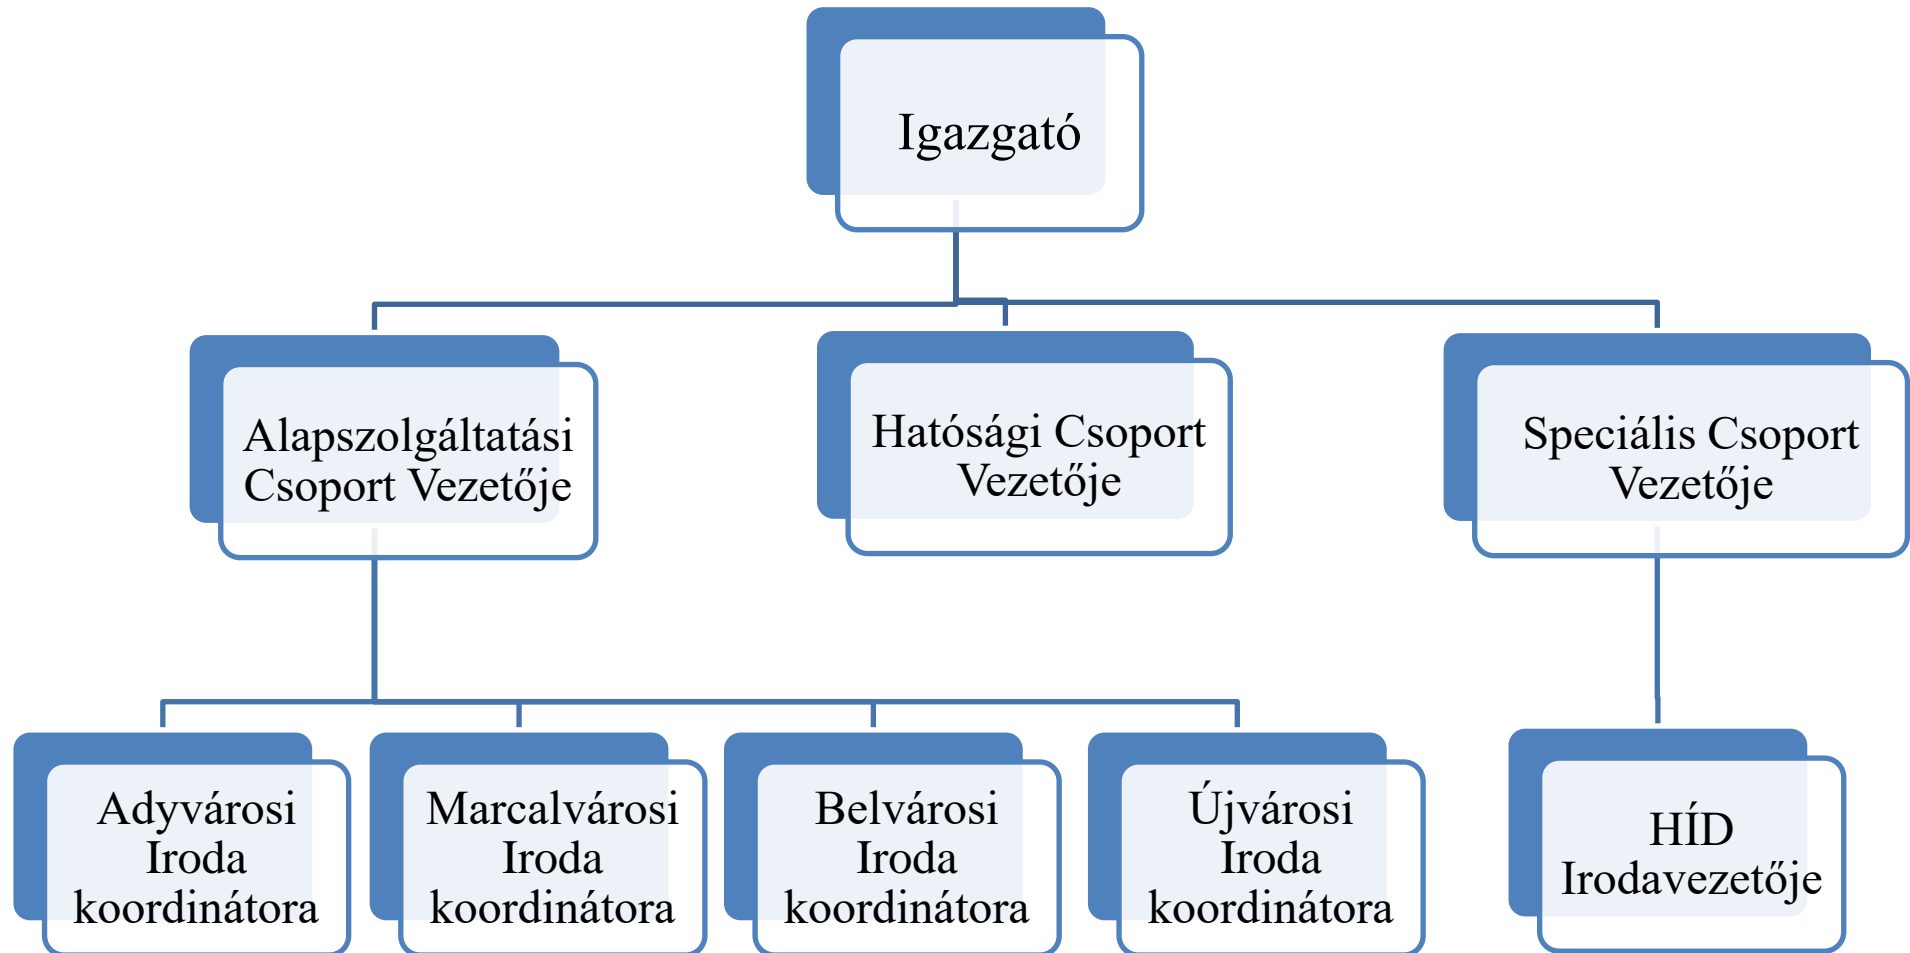 Igazgató
Alapszolgáltatási
Csoport Vezetője
Hatósági Csoport
Vezetője
Speciális Csoport
Vezetője
Adyvárosi
Iroda
koordinátora
Marcalvárosi
Iroda
koordinátora
Belvárosi
Iroda
koordinátora
Újvárosi
Iroda
koordinátora
HÍD
Irodavezetője